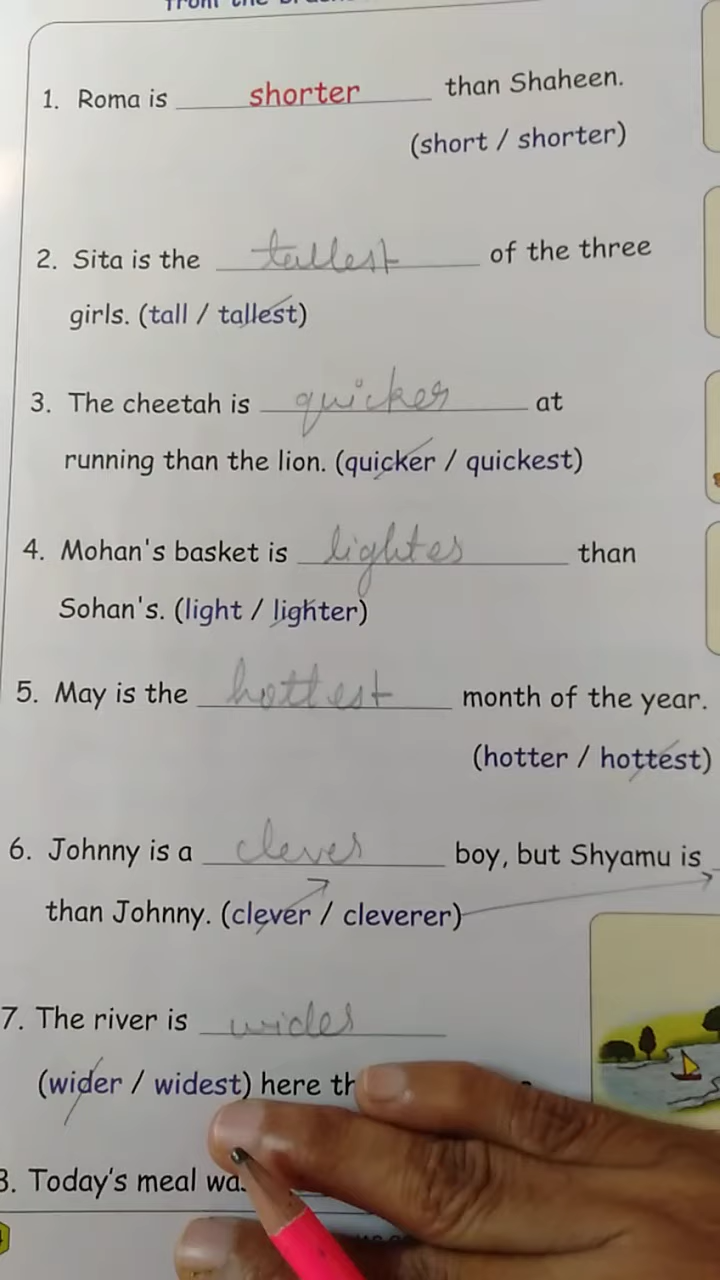 from the
1. Roma is shorter than Shaheen.
(short / shorter)
2. Sita is the tallest of the three
girls. (tall / tallest)
3. The cheetah is quicker at
running than the lion. (quicker / quickest)
4. Mohan's basket is lighter than
Sohan's. (light / lighter)
5. May is the hottest month of the year.
(hotter / hottest)
6. Johnny is a clever boy, but Shyamu is
than Johnny. (clever / cleverer)
7. The river is wider
(wider / widest) here
8. Today's meal